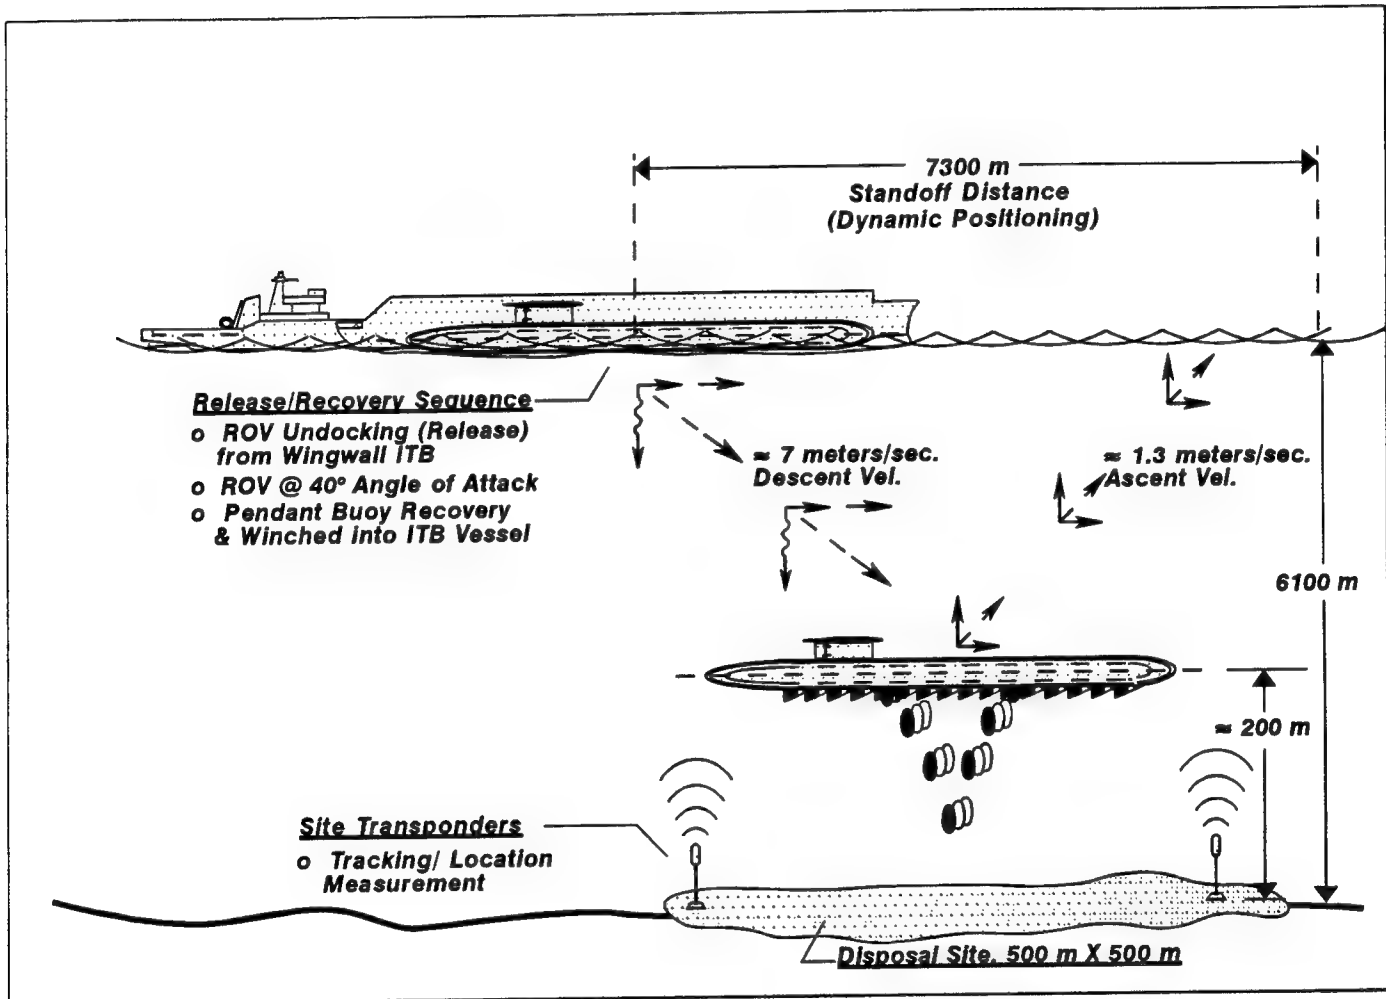 7300 m
Standoff Distance
(Dynamic Positioning)
Release/Recovery Sequence
o ROV Undocking (Release)
from Wingwall ITB
o ROV @ 40° Angle of Attack
o Pendant Buoy Recovery
& Winched into ITB Vessel
≈ 7 meters/sec.
Descent Vel.
≈ 1.3 meters/sec.
Ascent Vel.
6100 m
≈ 200 m
Site Transponders
o Tracking/ Location
Measurement
Disposal Site, 500 m X 500 m